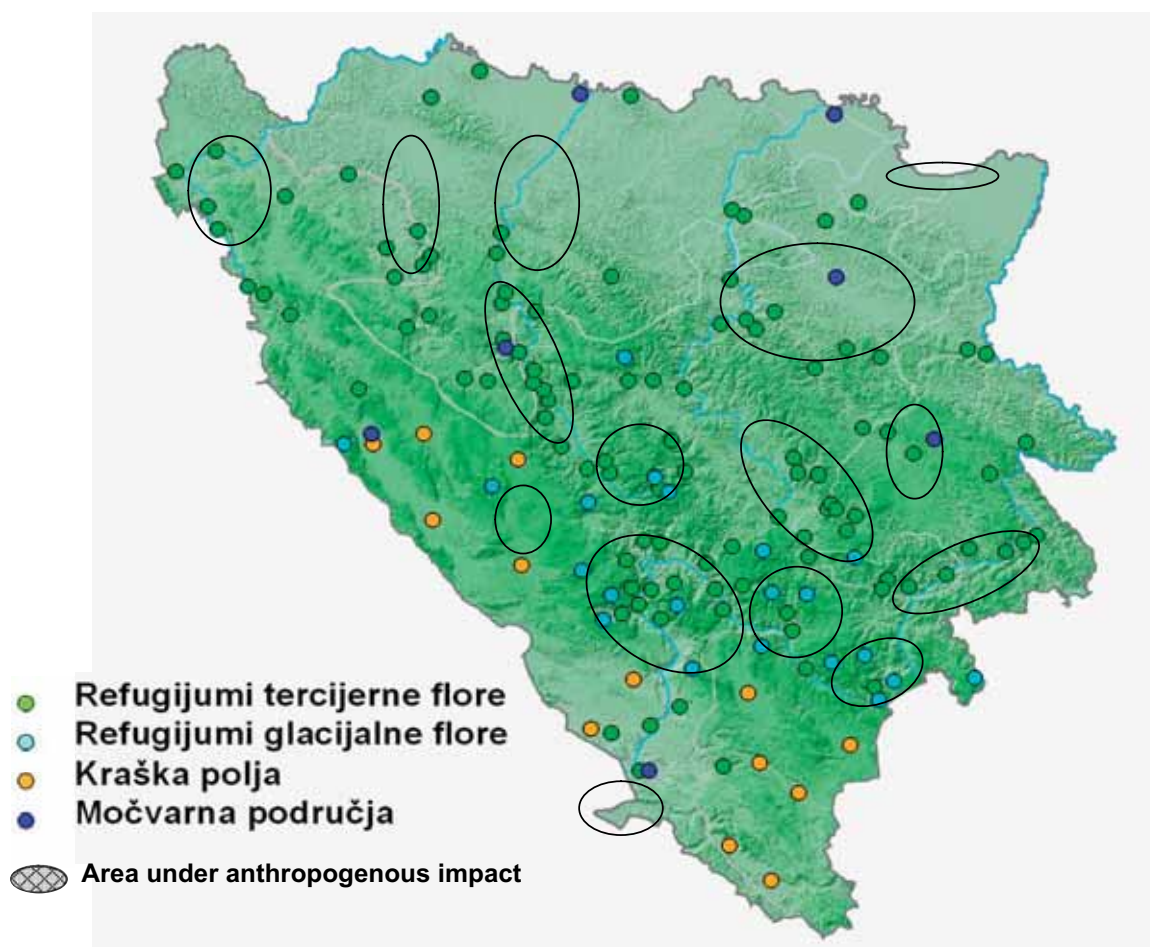 Refugijumi tercijerne flore
Refugijumi glacijalne flore
Kraška polja
Močvarna područja
Area under anthropogenous impact